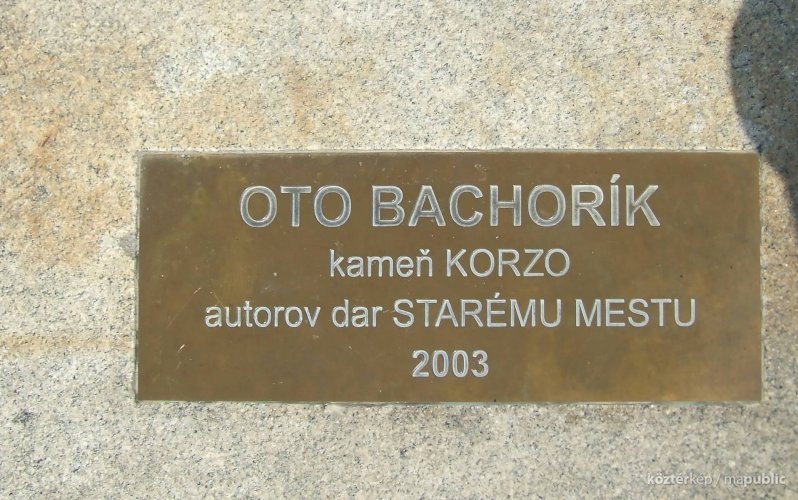 OTO BACHORÍK
kameň KORZO
autorov dar STARÉMU MESTU
2003
köztérkép / mapublic